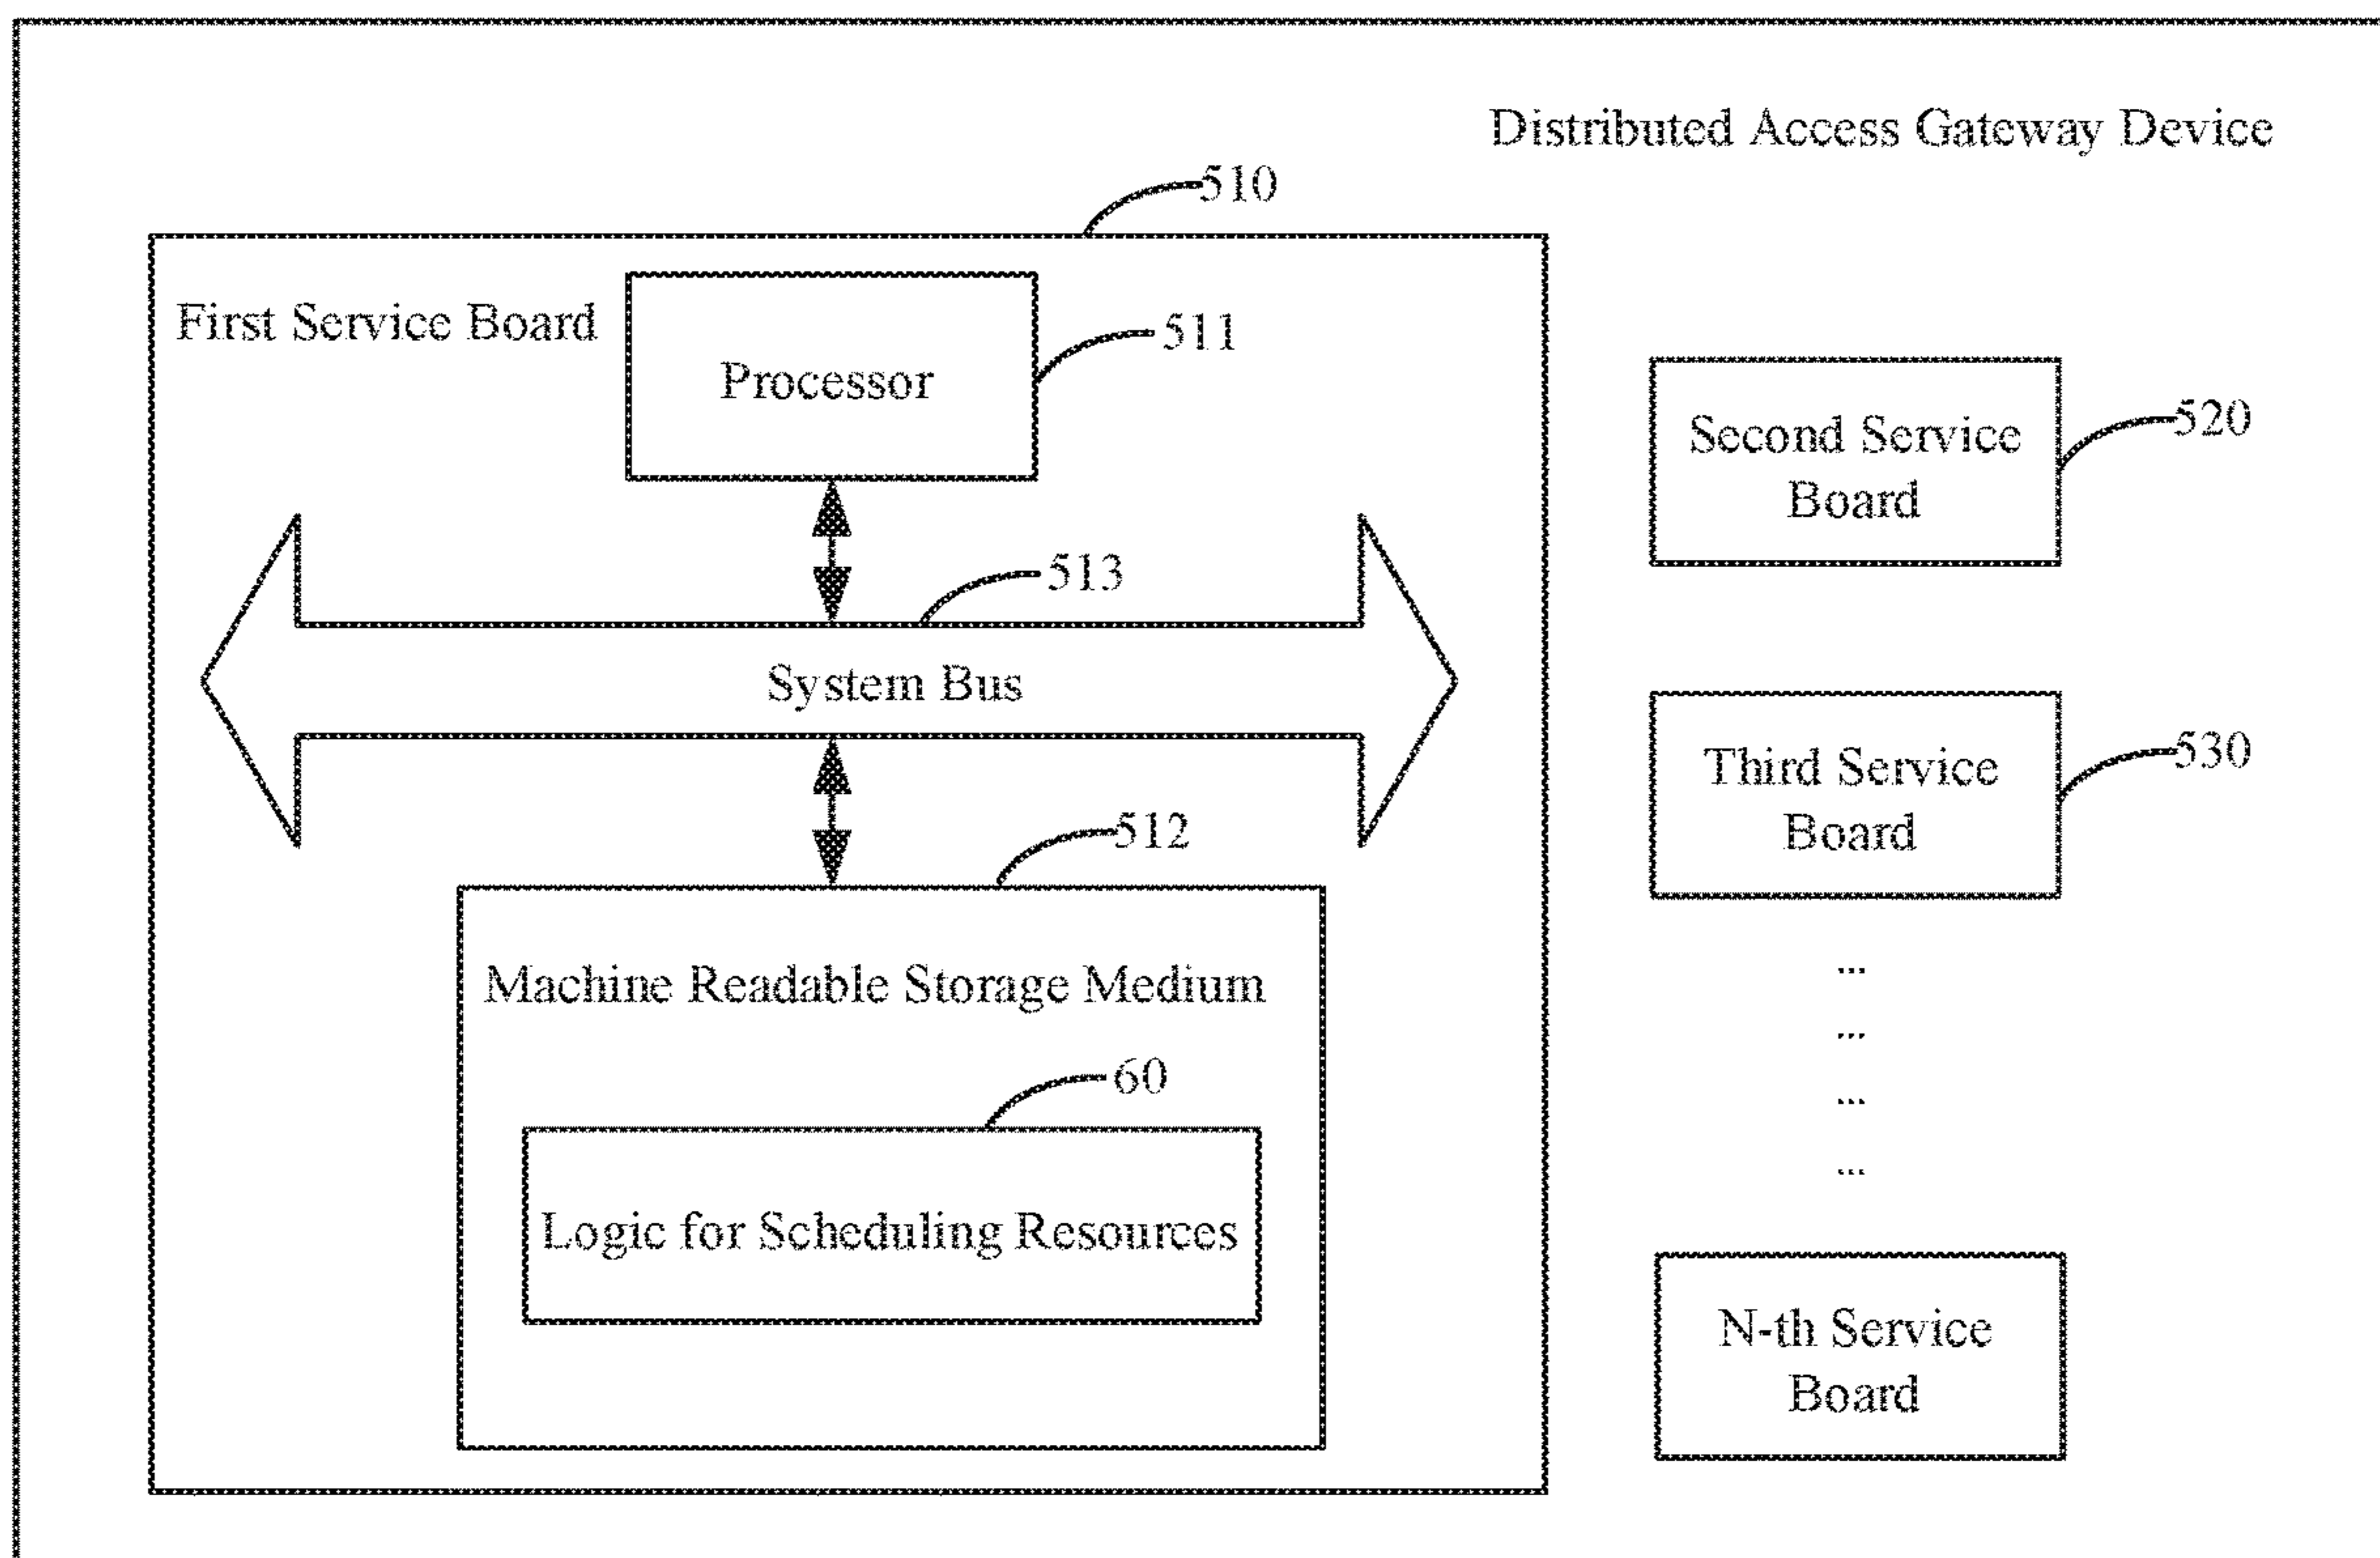 Distributed Access Gateway Device
510
First Service Board
Processor
511
Second Service
Board
520
513
System Bus
Third Service
Board
530
512
Machine Readable Storage Medium
...
...
60
...
...
Logic for Scheduling Resources
N-th Service
Board